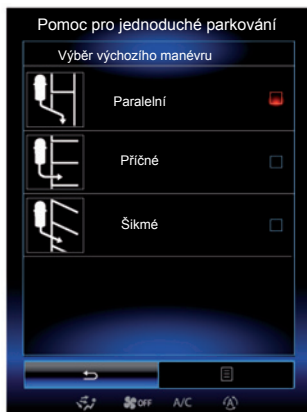 Pomoc pro jednoduché parkování
Výběr výchozího manévru
Paralelní
Příčné
Šikmé
OFF A/C A